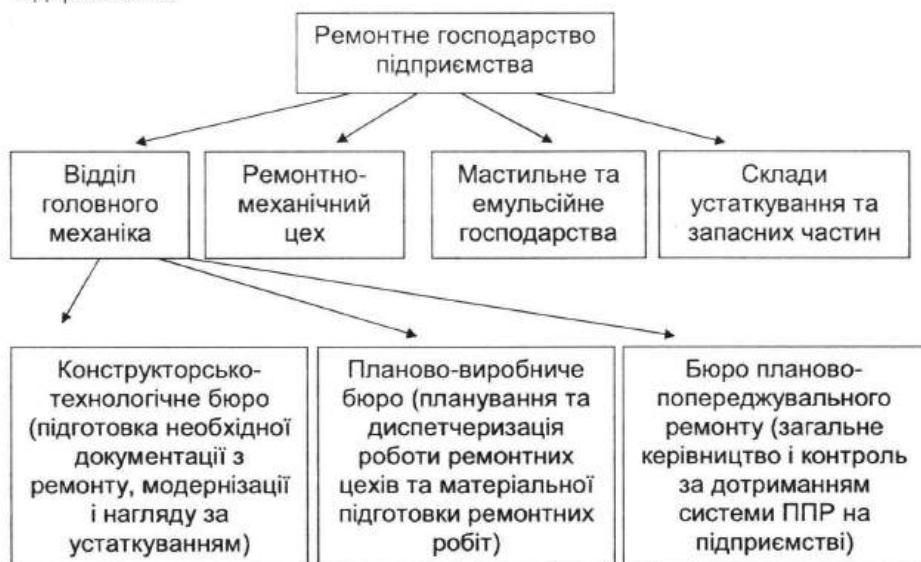 Ремонтне господарство
підприємства
Відділ
головного
механіка
Ремонтно-
механічний
цех
Мастильне та
емульсійне
господарства
Склади
устаткування та
запасних частин
Конструкторсько-
технологічне бюро
(підготовка необхідної
документації з
ремонту, модернізації
і нагляду за
устаткуванням)
Планово-виробниче
бюро (планування та
диспетчеризація
роботи ремонтних
цехів та матеріальної
підготовки ремонтних
робіт)
Бюро планово-
попереджувального
ремонту (загальне
керівництво і контроль
за дотриманням
системи ППР на
підприємстві)